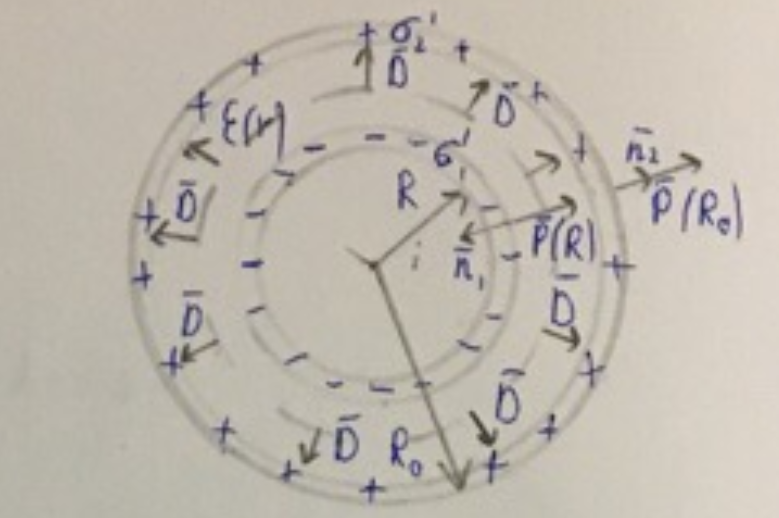 + σ₂'
+ + D̄ +
+ D̄
ε(r) - - - σ₁' + n̄₂
D̄ R P̄(R₀)
+ - - P̄(R)
+ - i n̄₁ - +
D̄ - - D̄
+ - - +
- - - D̄
+ D̄ R₀ +
+ + +